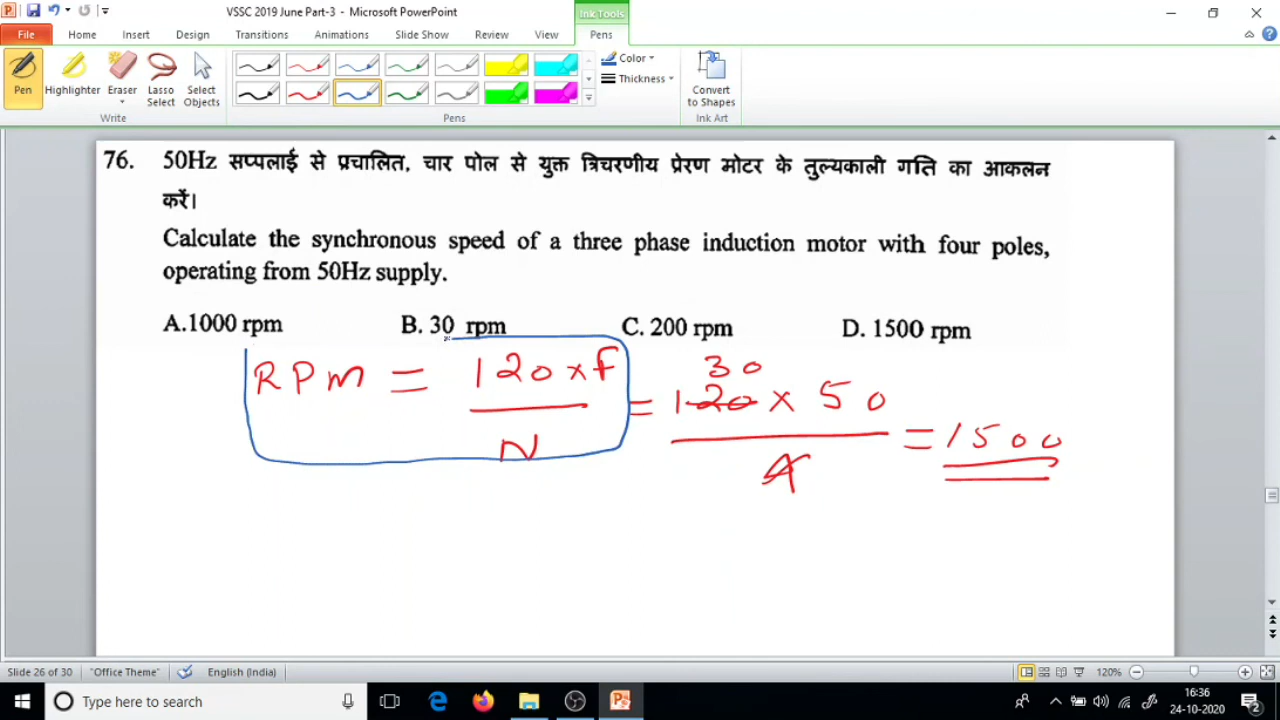 VSSC 2019 June Part-3 - Microsoft PowerPoint
Ink Tools
File Home Insert Design Transitions Animations Slide Show Review View Pens
Pen Highlighter Eraser Lasso Select Select Objects
Color
Thickness
Convert to Shapes
Write Pens Ink Art
76. 50Hz सप्पलाई से प्रचालित, चार पोल से युक्त त्रिचरणीय प्रेरण मोटर के तुल्यकाली गति का आकलन
करें।
Calculate the synchronous speed of a three phase induction motor with four poles,
operating from 50Hz supply.
A.1000 rpm B. 30 rpm C. 200 rpm D. 1500 rpm
30
RPm = 120 x f = 120 x 50 = 1500
N 4
Slide 26 of 30 "Office Theme" English (India) 120%
Type here to search
16:36
24-10-2020
2